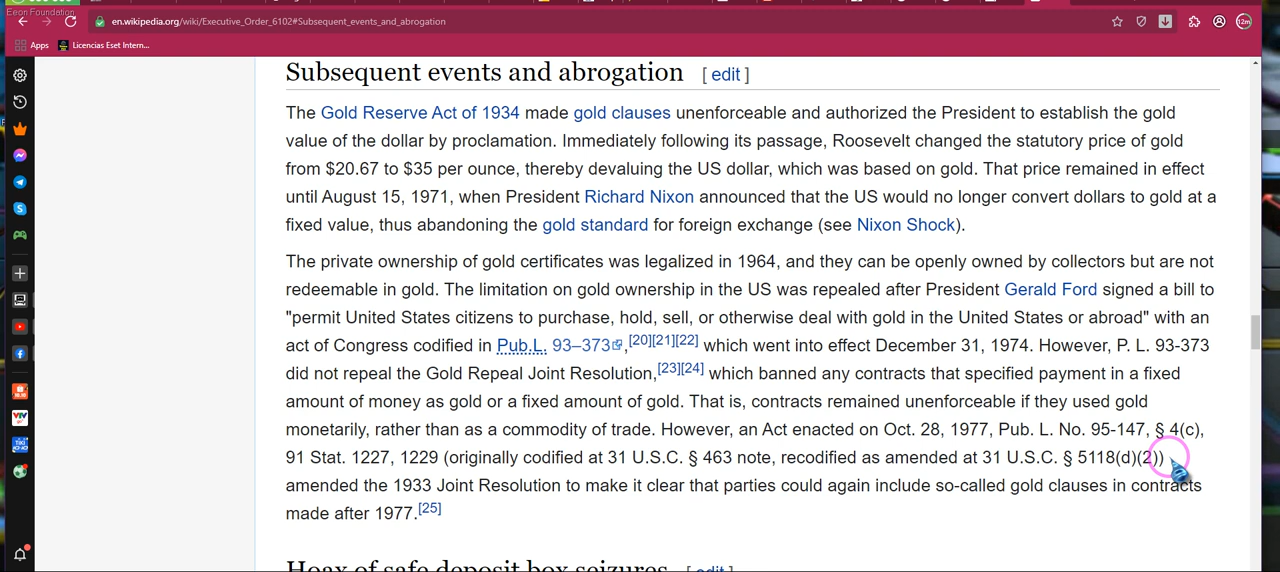 Eeon Foundation
en.wikipedia.org/wiki/Executive_Order_6102#Subsequent_events_and_abrogation
12m
Apps Licencias Eset Intern...
Subsequent events and abrogation [ edit ]
The Gold Reserve Act of 1934 made gold clauses unenforceable and authorized the President to establish the gold
value of the dollar by proclamation. Immediately following its passage, Roosevelt changed the statutory price of gold
from $20.67 to $35 per ounce, thereby devaluing the US dollar, which was based on gold. That price remained in effect
until August 15, 1971, when President Richard Nixon announced that the US would no longer convert dollars to gold at a
fixed value, thus abandoning the gold standard for foreign exchange (see Nixon Shock).
The private ownership of gold certificates was legalized in 1964, and they can be openly owned by collectors but are not
redeemable in gold. The limitation on gold ownership in the US was repealed after President Gerald Ford signed a bill to
"permit United States citizens to purchase, hold, sell, or otherwise deal with gold in the United States or abroad" with an
act of Congress codified in Pub.L. 93–373,[20][21][22] which went into effect December 31, 1974. However, P. L. 93-373
did not repeal the Gold Repeal Joint Resolution,[23][24] which banned any contracts that specified payment in a fixed
amount of money as gold or a fixed amount of gold. That is, contracts remained unenforceable if they used gold
monetarily, rather than as a commodity of trade. However, an Act enacted on Oct. 28, 1977, Pub. L. No. 95-147, § 4(c),
91 Stat. 1227, 1229 (originally codified at 31 U.S.C. § 463 note, recodified as amended at 31 U.S.C. § 5118(d)(2))
amended the 1933 Joint Resolution to make it clear that parties could again include so-called gold clauses in contracts
made after 1977.[25]
Hoax of safe deposit box seizures [ edit ]